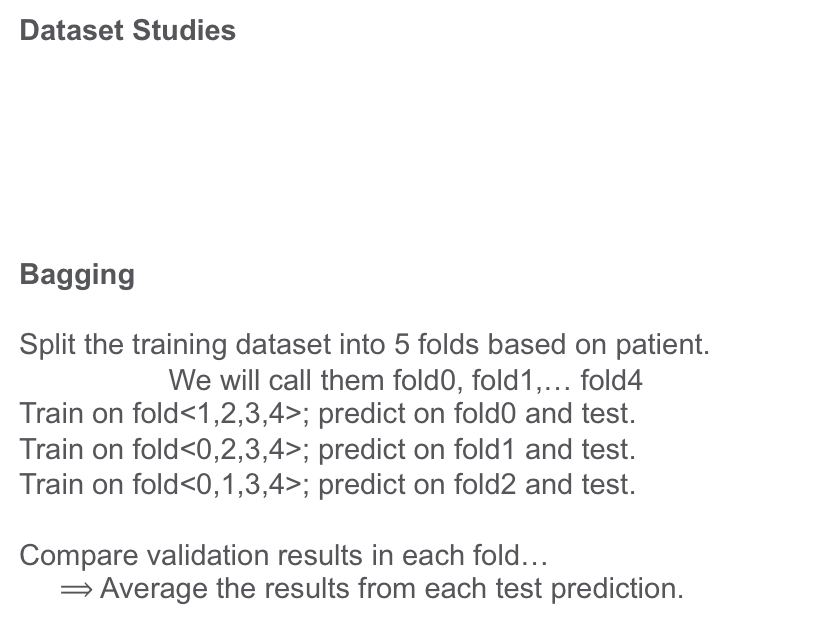 Dataset Studies
Bagging
Split the training dataset into 5 folds based on patient.
We will call them fold0, fold1,… fold4
Train on fold<1,2,3,4>; predict on fold0 and test.
Train on fold<0,2,3,4>; predict on fold1 and test.
Train on fold<0,1,3,4>; predict on fold2 and test.
Compare validation results in each fold…
⟹ Average the results from each test prediction.